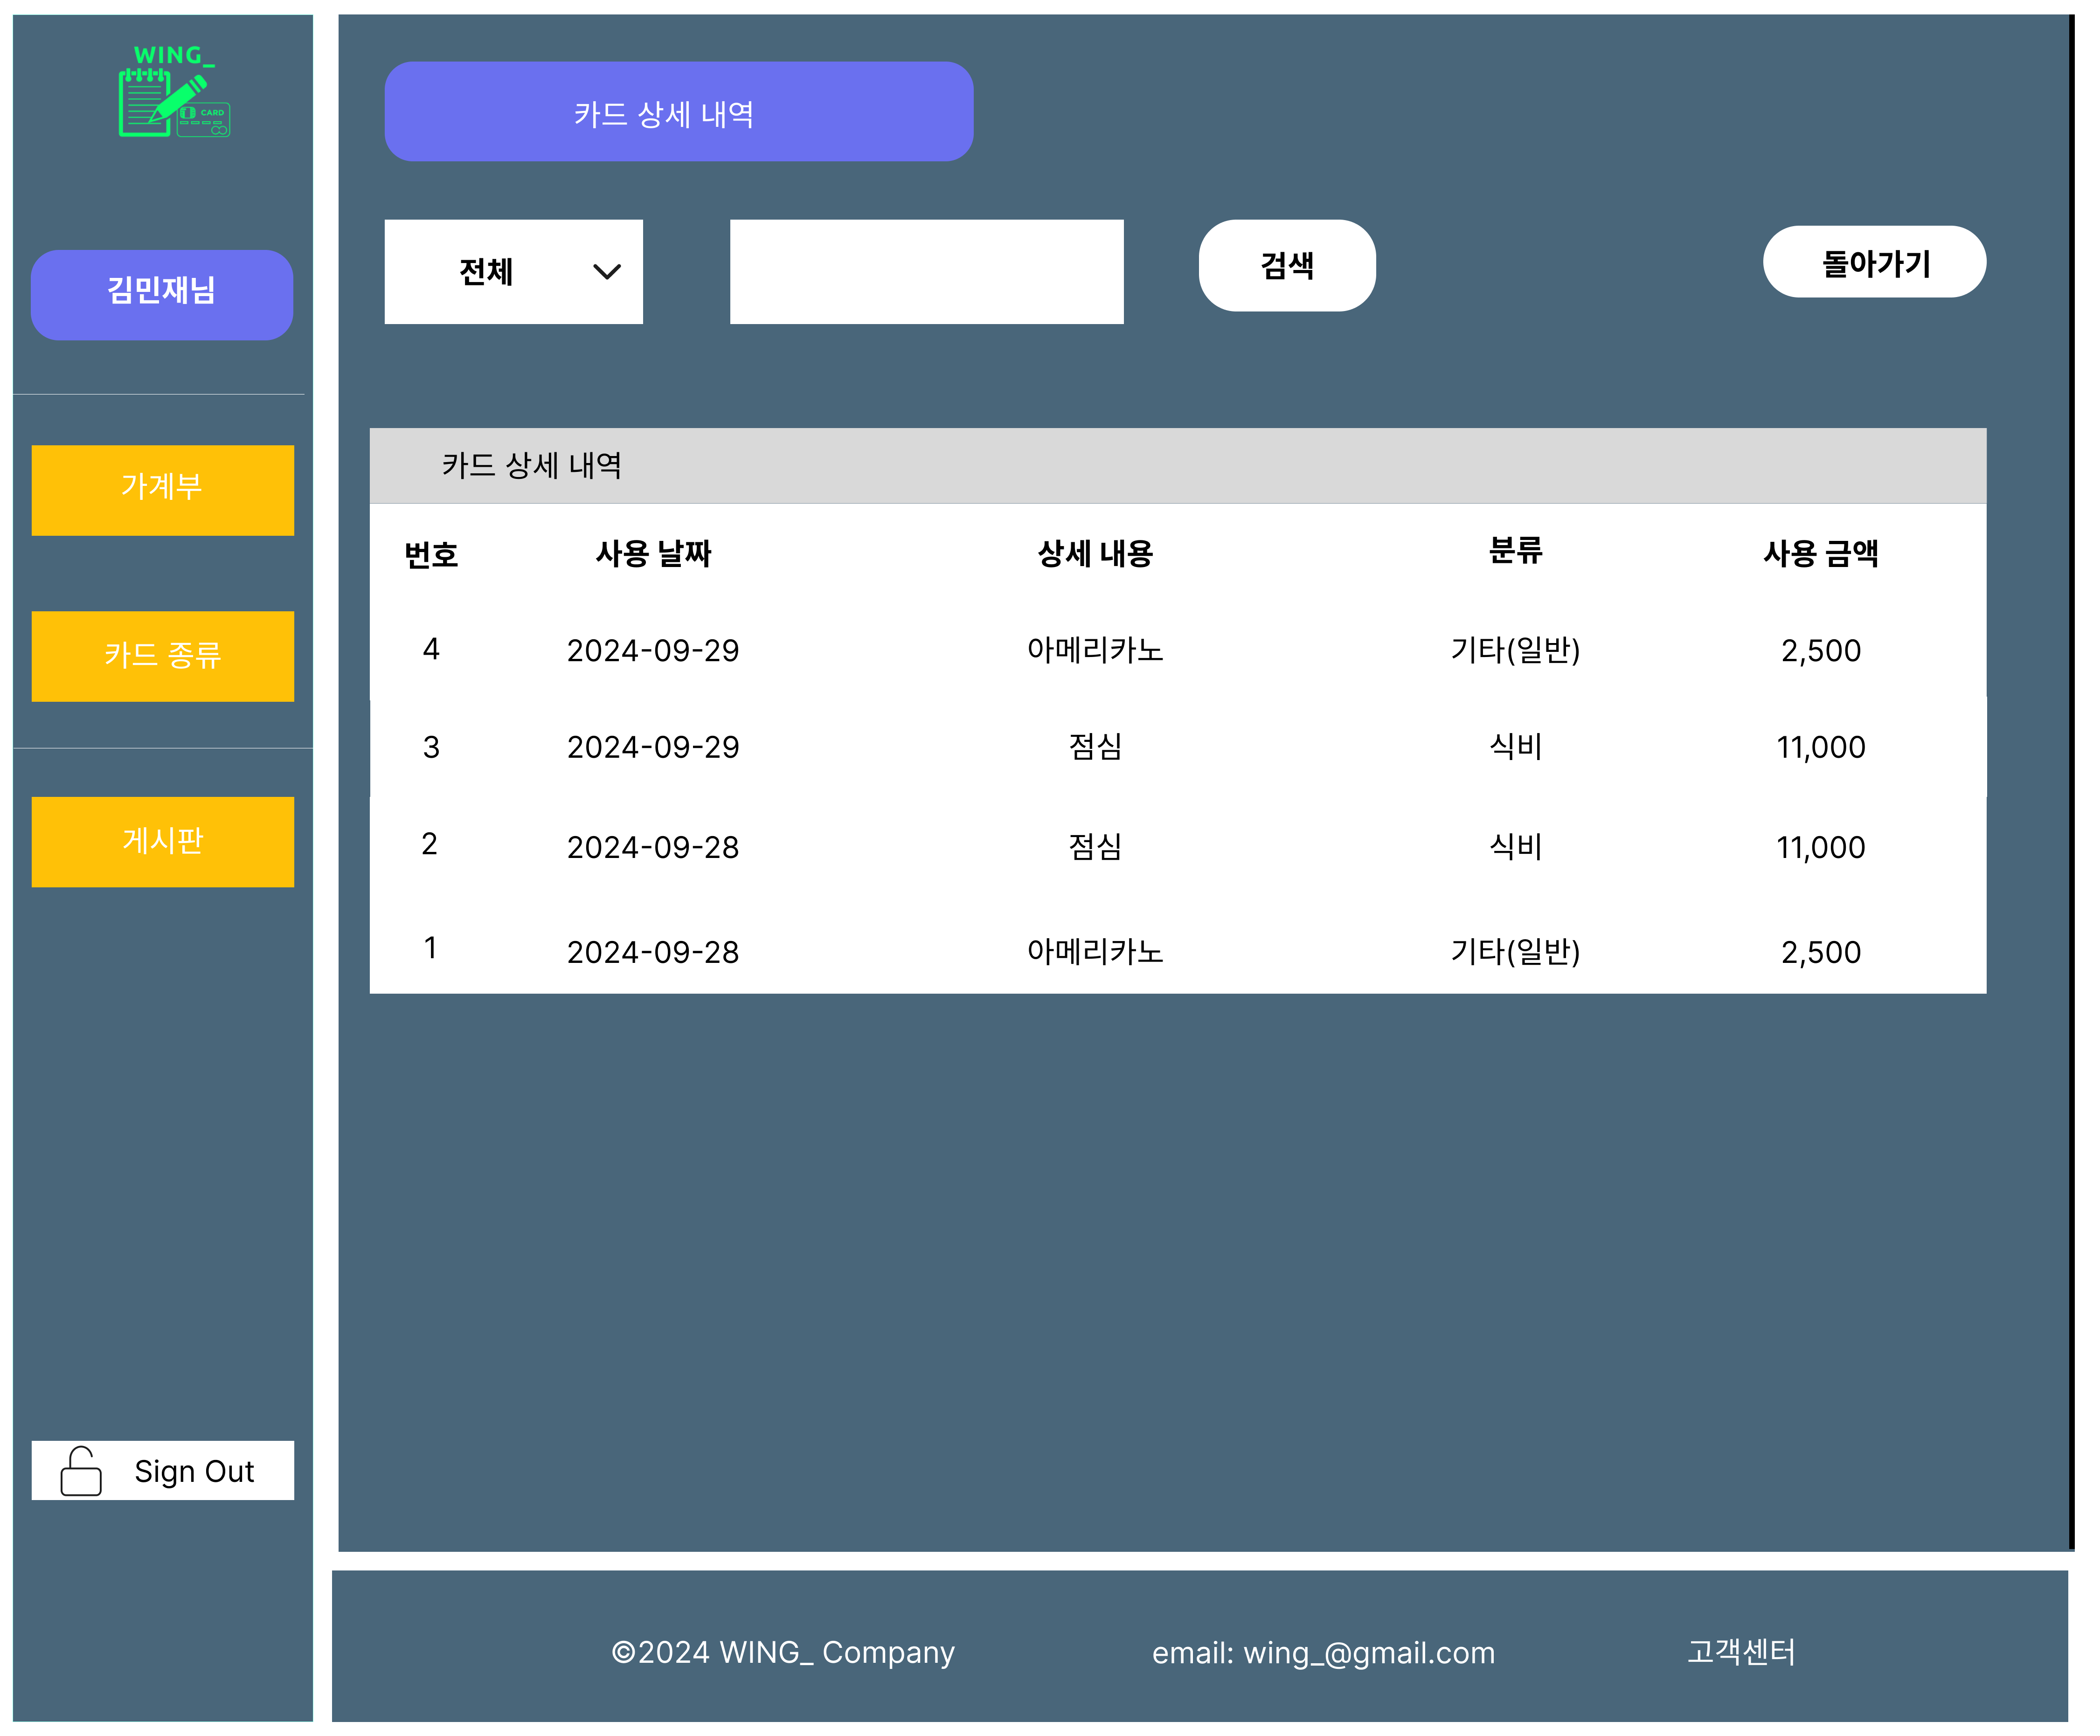 WING_
CARD
김민재님
가계부
카드 종류
게시판
Sign Out
카드 상세 내역
전체
검색
돌아가기
카드 상세 내역
번호 사용 날짜 상세 내용 분류 사용 금액
4 2024-09-29 아메리카노 기타(일반) 2,500
3 2024-09-29 점심 식비 11,000
2 2024-09-28 점심 식비 11,000
1 2024-09-28 아메리카노 기타(일반) 2,500
©2024 WING_ Company email: wing_@gmail.com 고객센터